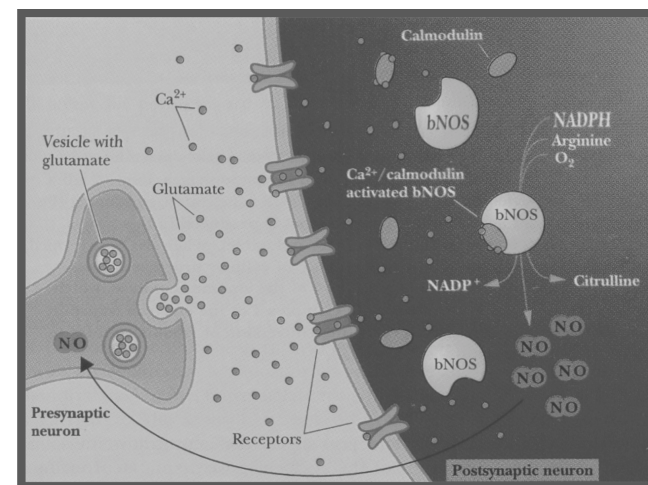 Calmodulin
Ca2+
bNOS
NADPH
Arginine
O2
Vesicle with
glutamate
Glutamate
Ca2+/calmodulin
activated bNOS
bNOS
NADP+
Citrulline
NO
NO
NO
NO
NO
NO
bNOS
Presynaptic
neuron
Receptors
Postsynaptic neuron